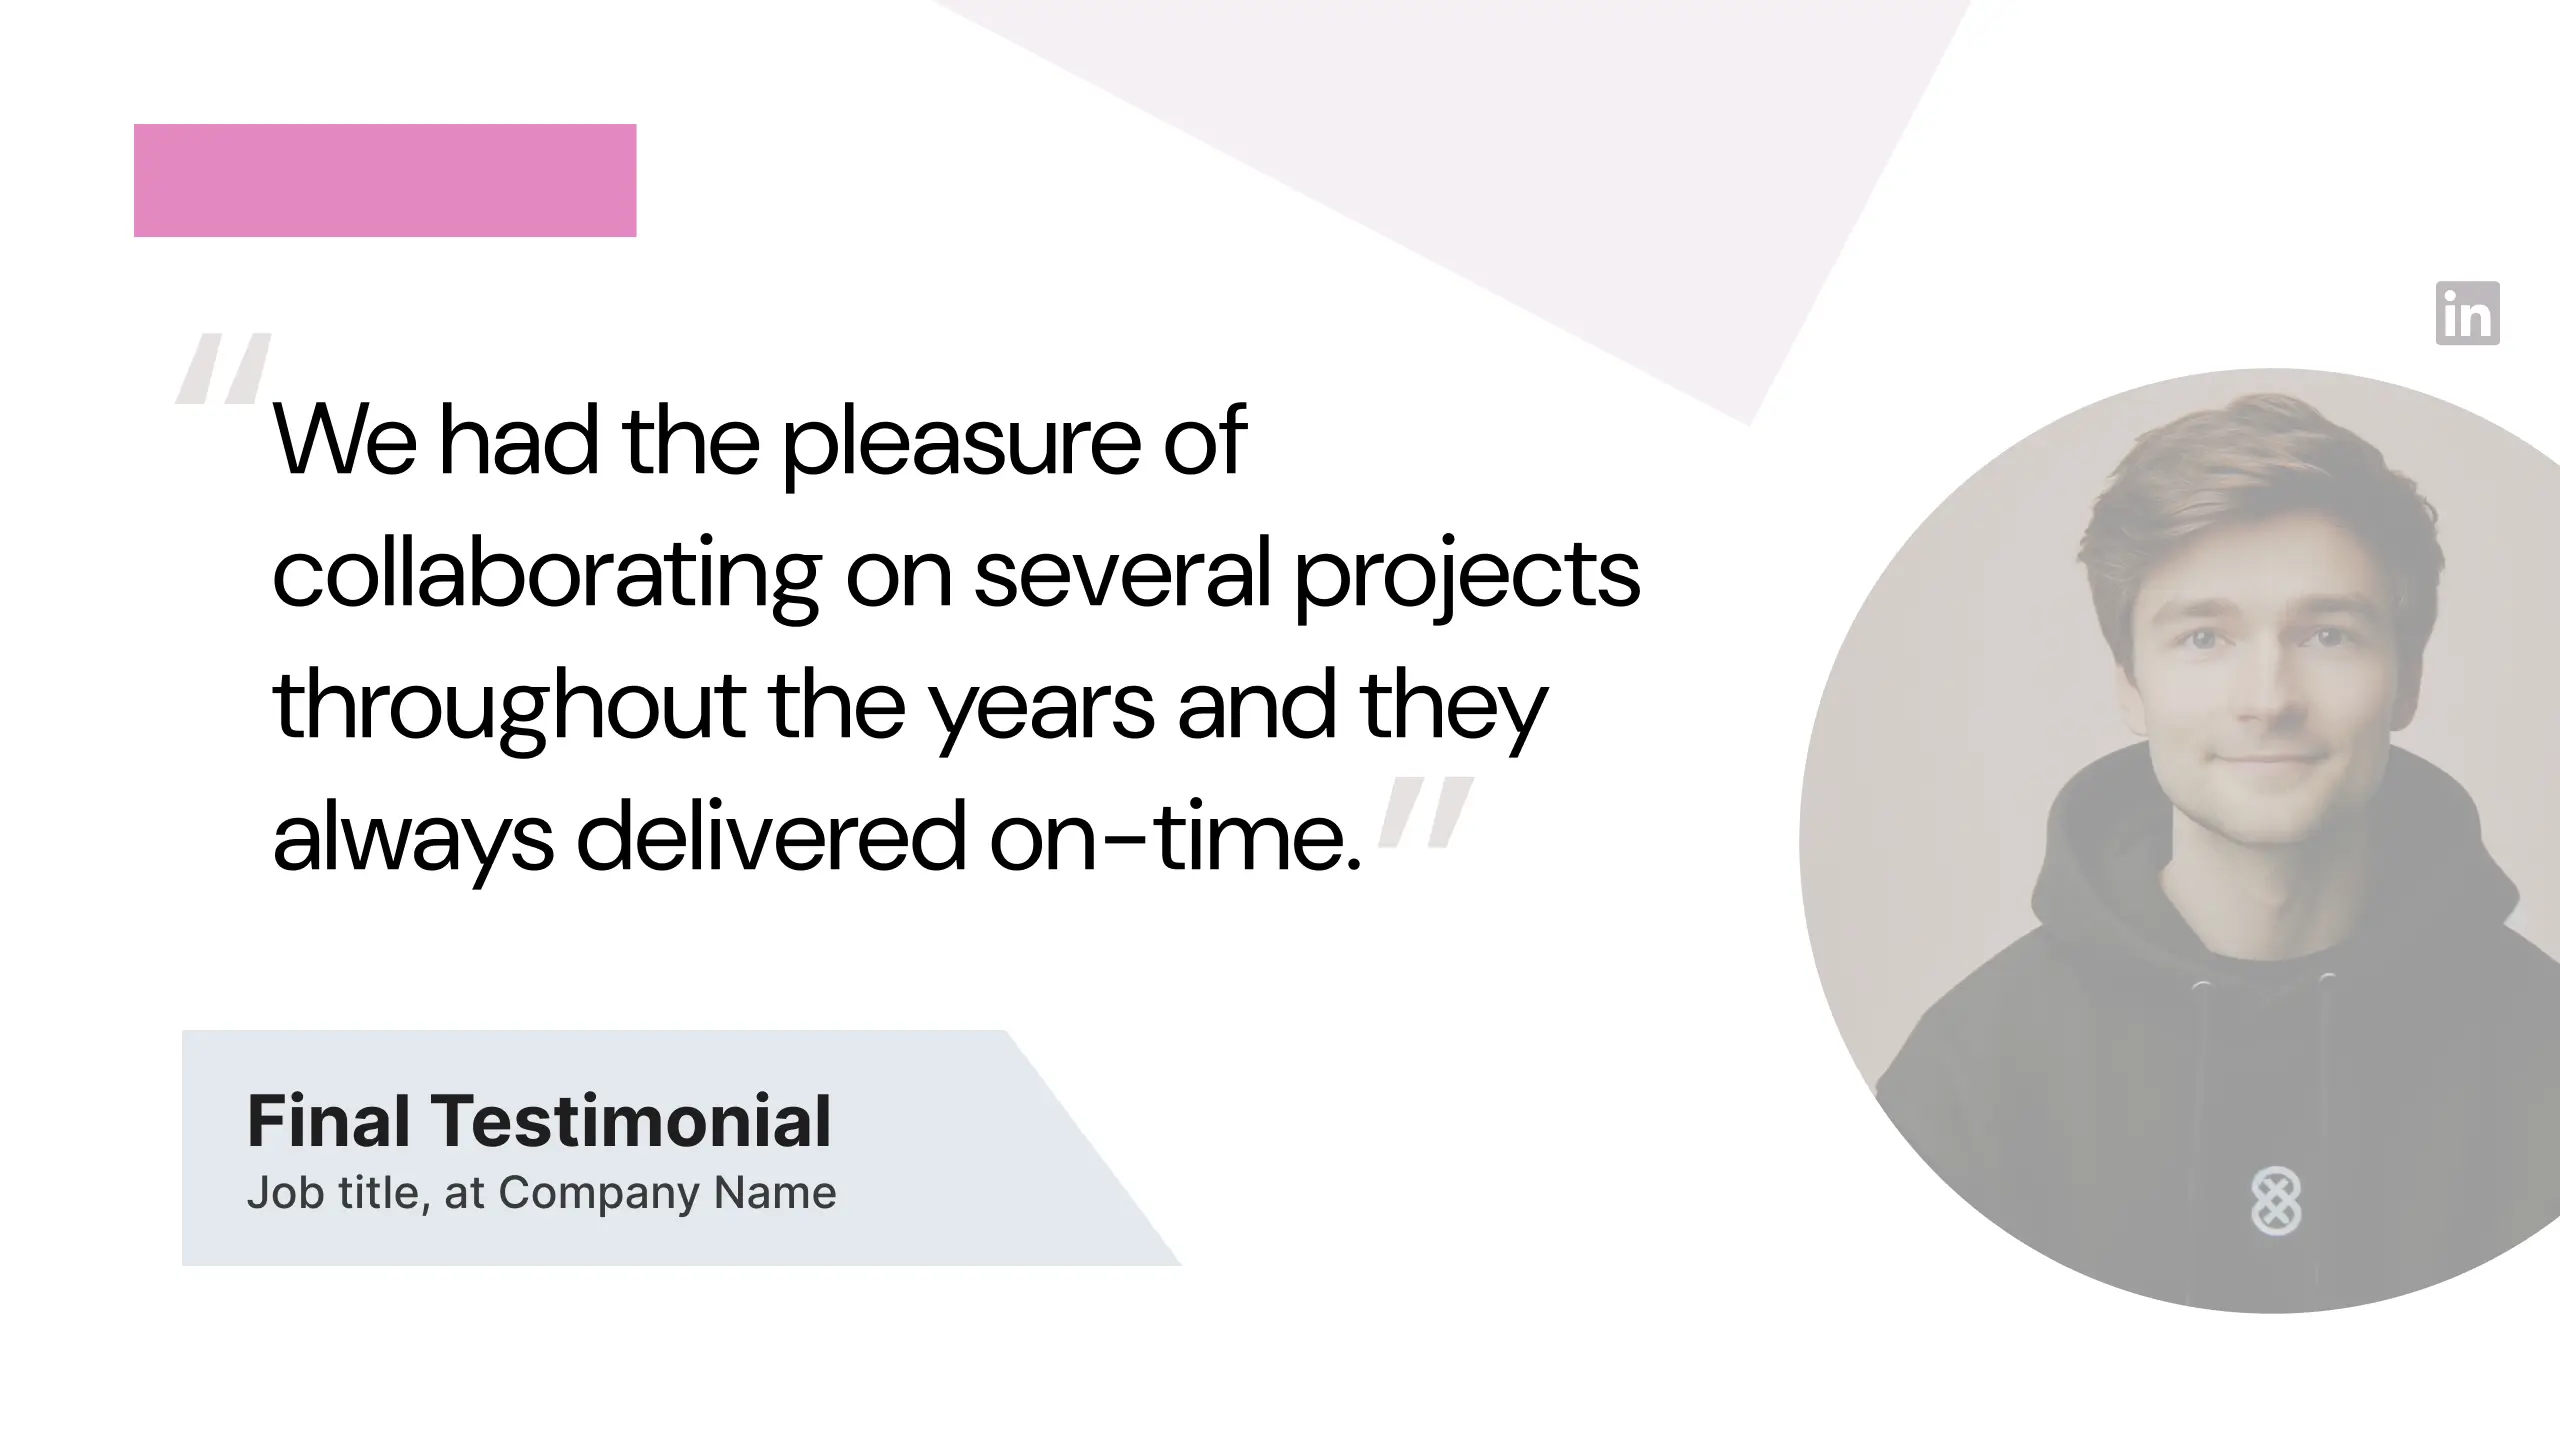 in
“We had the pleasure of
collaborating on several projects
throughout the years and they
always delivered on-time.”
Final Testimonial
Job title, at Company Name